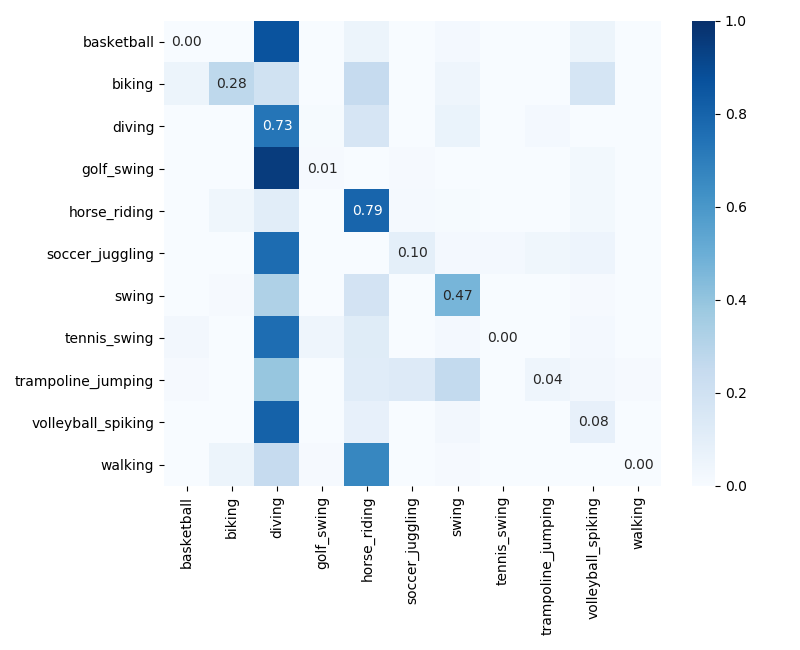 1.0
basketball 0.00
biking 0.28
0.8
diving 0.73
golf_swing 0.01
0.6
horse_riding 0.79
soccer_juggling 0.10
0.4
swing 0.47
tennis_swing 0.00
trampoline_jumping 0.04
0.2
volleyball_spiking 0.08
walking 0.00
0.0
basketball
biking
diving
golf_swing
horse_riding
soccer_juggling
swing
tennis_swing
trampoline_jumping
volleyball_spiking
walking